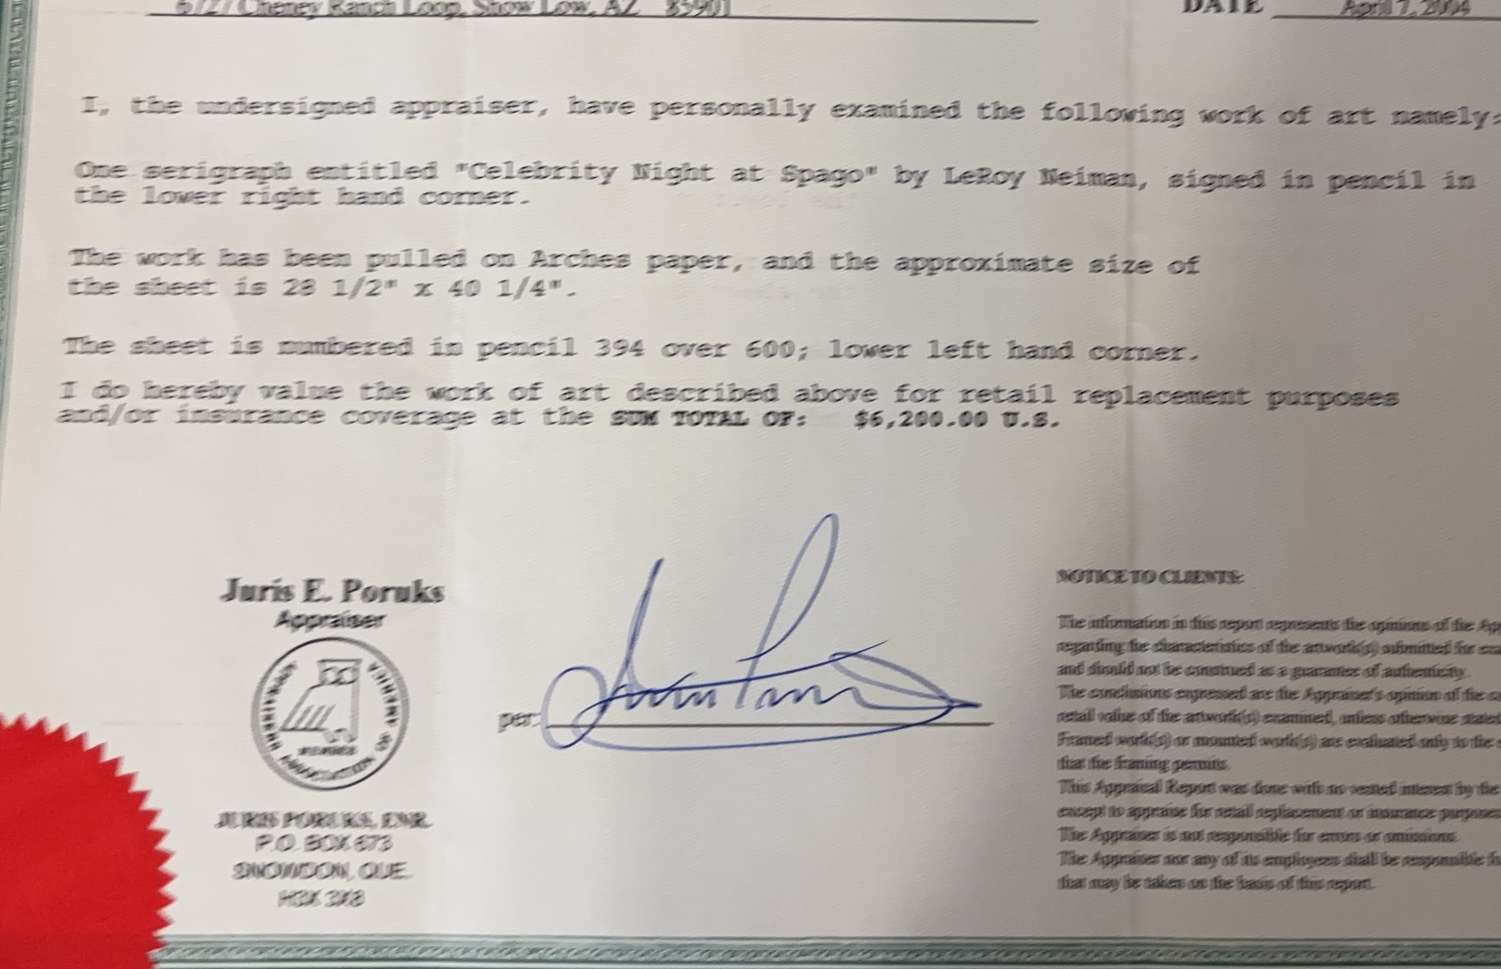 6727 Cheney Ranch Loop, Show Low, AZ 85901 DATE April 7, 2004
I, the undersigned appraiser, have personally examined the following work of art namely:
One serigraph entitled "Celebrity Night at Spago" by LeRoy Neiman, signed in pencil in
the lower right hand corner.
The work has been pulled on Arches paper, and the approximate size of
the sheet is 28 1/2" x 40 1/4".
The sheet is numbered in pencil 394 over 600; lower left hand corner.
I do hereby value the work of art described above for retail replacement purposes
and/or insurance coverage at the SUM TOTAL OF: $6,200.00 U.S.
Juris E. Poruks
Appraiser
MEMBER
per:
JURIS PORUKS, ENR.
P.O. BOX 673
SNOWDON, QUE.
H3X 3X8
NOTICE TO CLIENTS:
The information in this report represents the opinions of the
regarding the characteristics of the artwork(s) submitted for
and should not be construed as a guarantee of authenticity.
The conclusions expressed are the Appraiser's opinion of the
retail value of the artwork(s) examined, unless otherwise stated
Framed work(s) or mounted work(s) are evaluated only to the
that the framing permits.
This Appraisal Report was done with no vested interest by the
except to appraise for retail replacement or insurance purposes
The Appraiser is not responsible for errors or omissions.
The Appraiser nor any of its employees shall be responsible
that may be taken on the basis of this report.